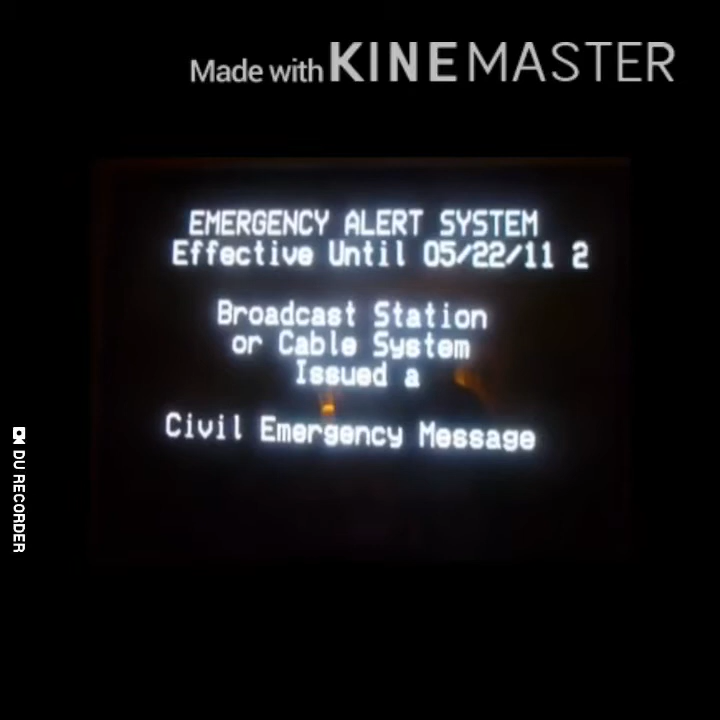 Made with KINEMASTER
EMERGENCY ALERT SYSTEM
Effective Until 05/22/11 2
Broadcast Station
or Cable System
Issued a
Civil Emergency Message
DU RECORDER